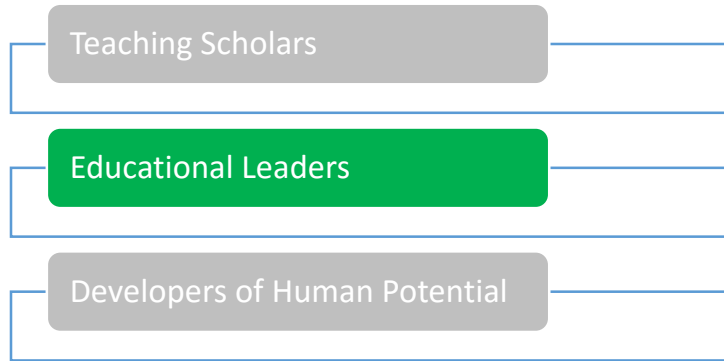 Teaching Scholars
Educational Leaders
Developers of Human Potential